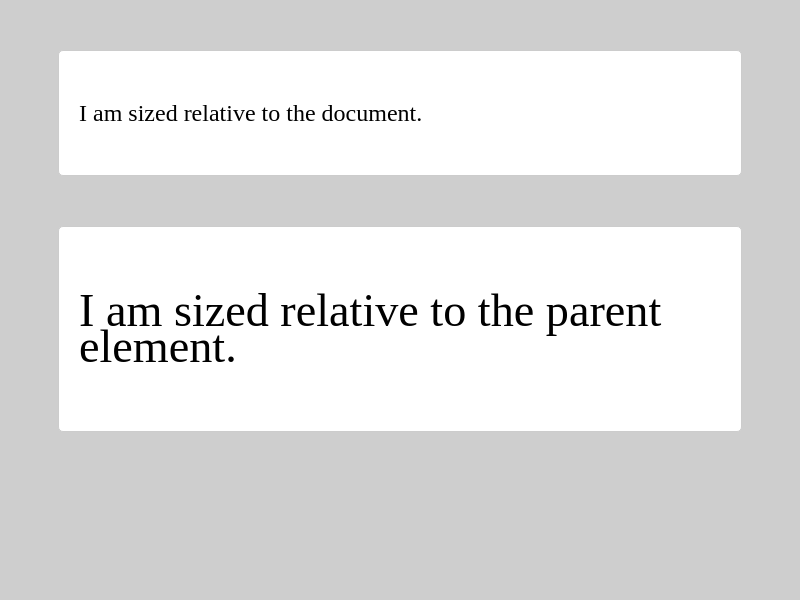 I am sized relative to the document.
I am sized relative to the parent
element.